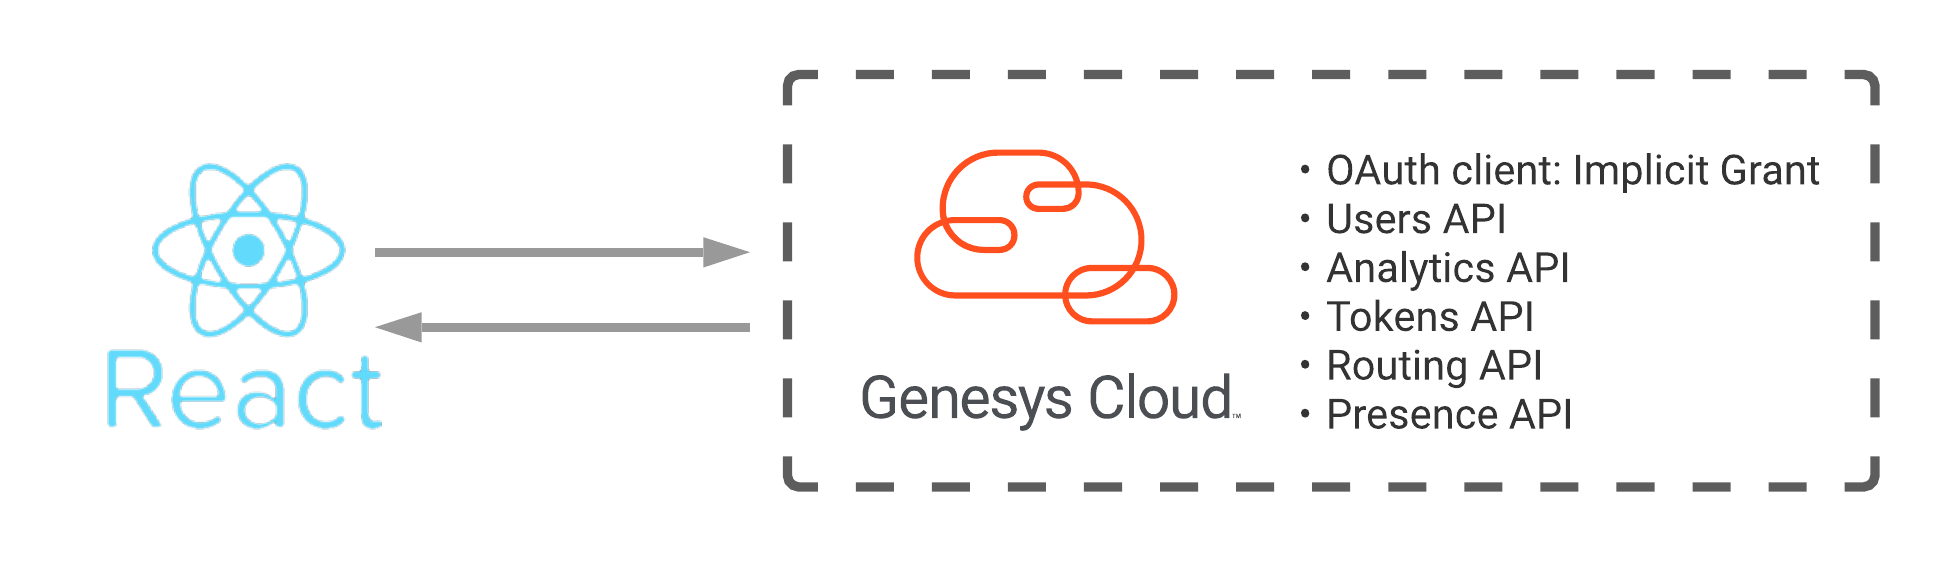 React
Genesys Cloud™
• OAuth client: Implicit Grant
• Users API
• Analytics API
• Tokens API
• Routing API
• Presence API